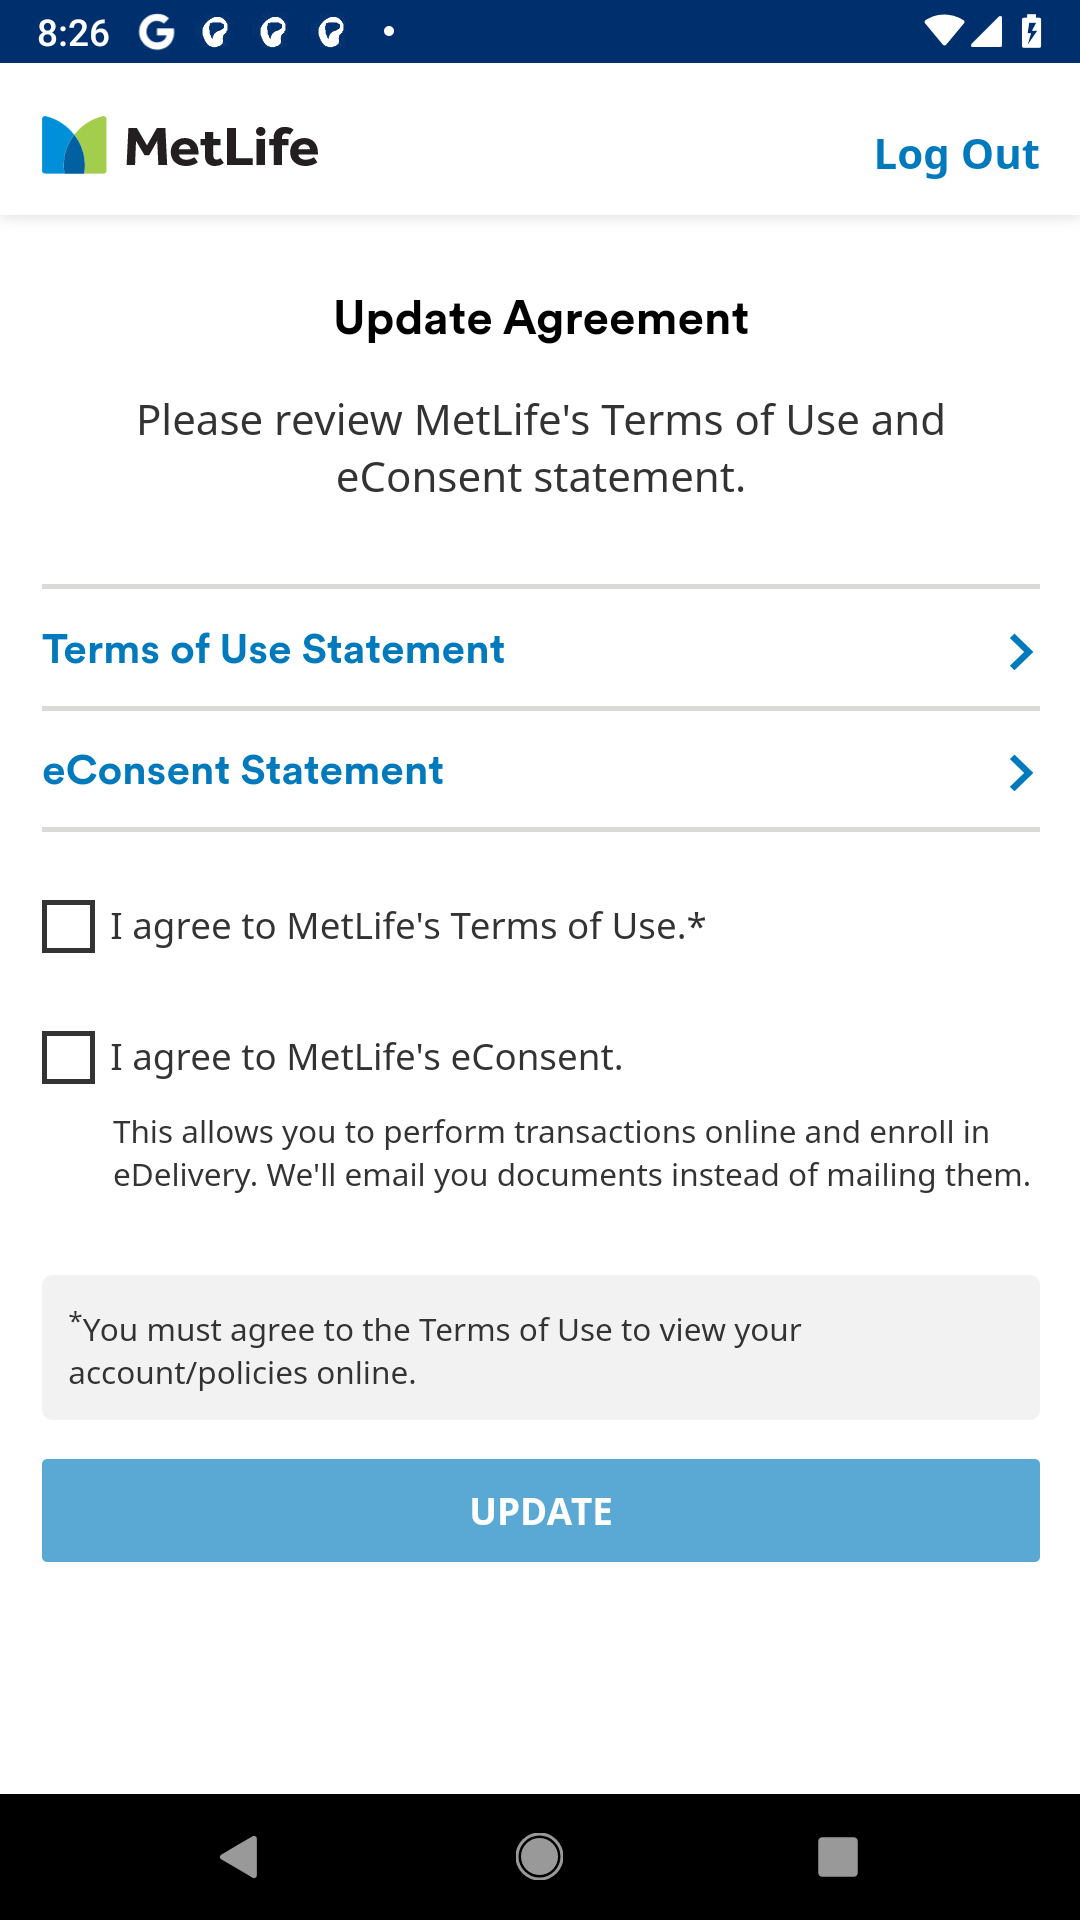 8:26
MetLife
Log Out
Update Agreement
Please review MetLife's Terms of Use and
eConsent statement.
Terms of Use Statement
eConsent Statement
I agree to MetLife's Terms of Use.*
I agree to MetLife's eConsent.
This allows you to perform transactions online and enroll in
eDelivery. We'll email you documents instead of mailing them.
*You must agree to the Terms of Use to view your
account/policies online.
UPDATE